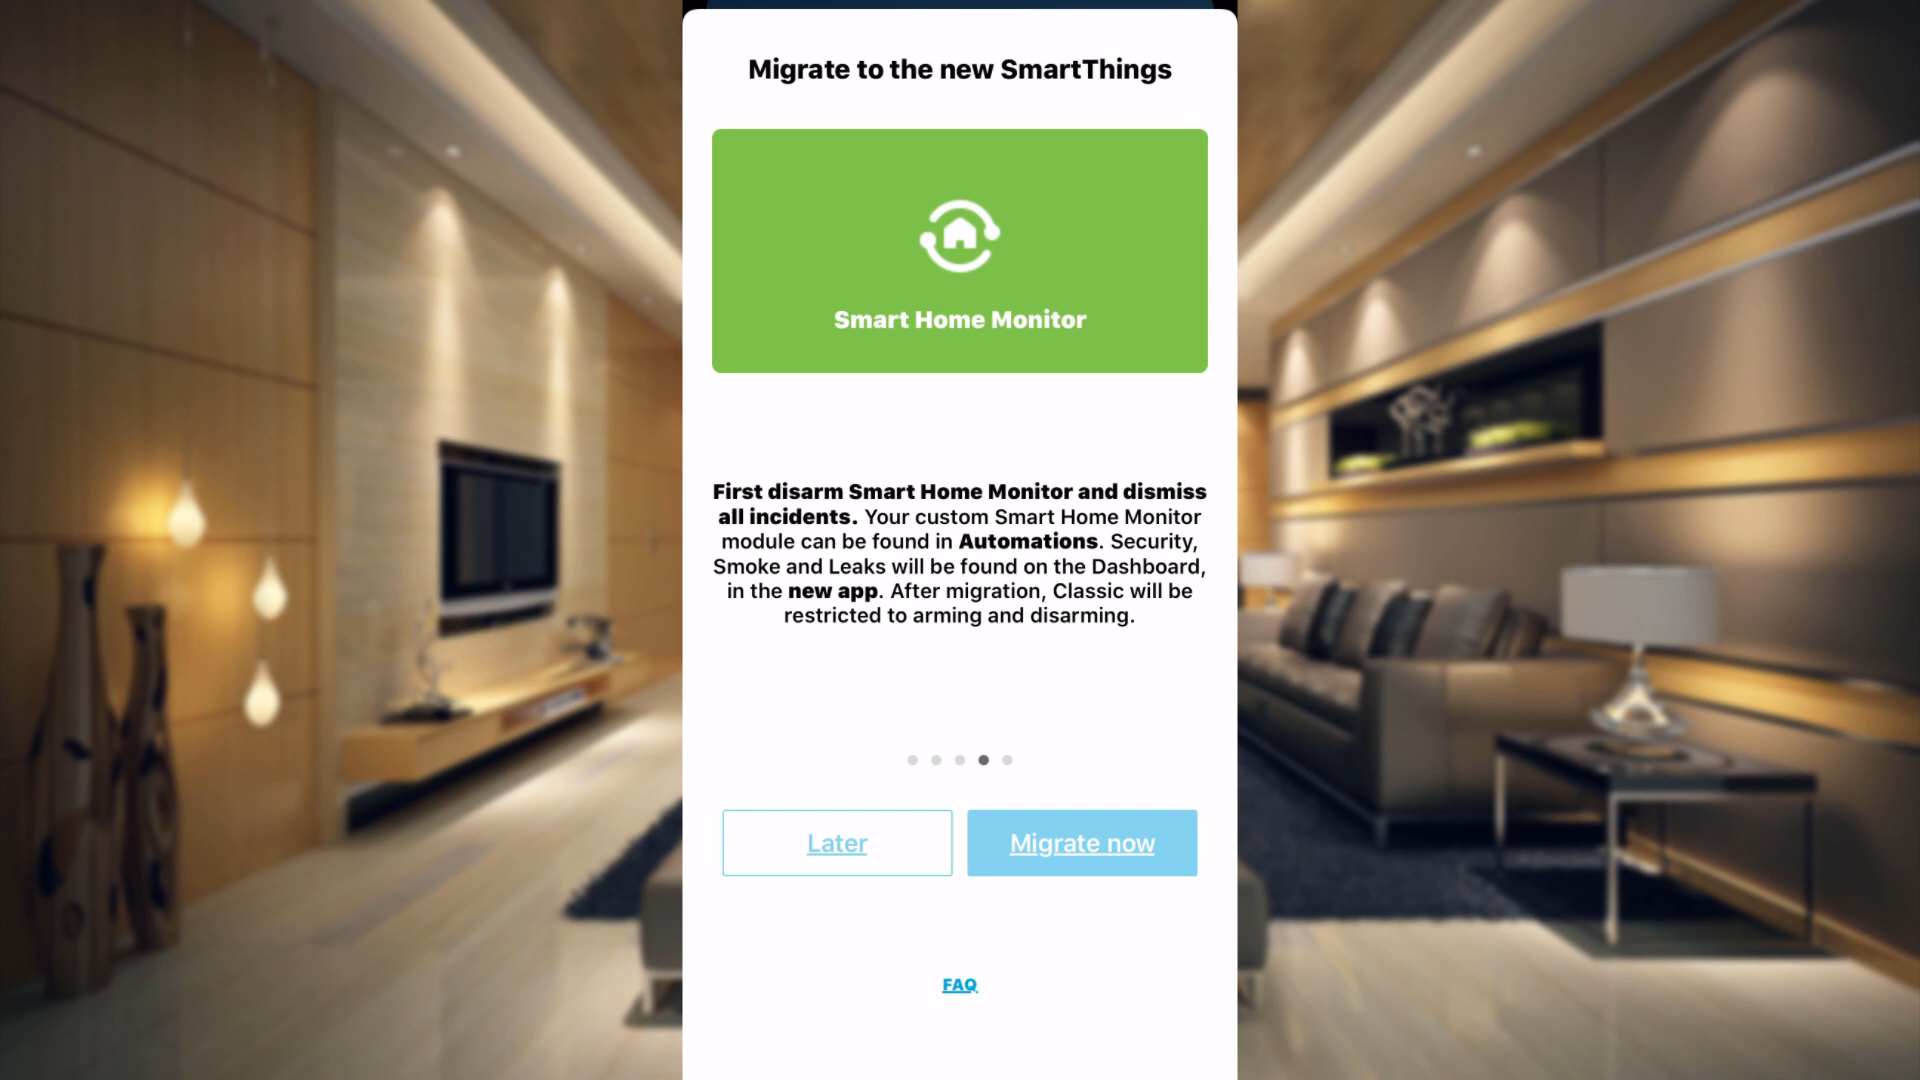 Migrate to the new SmartThings
Smart Home Monitor
First disarm Smart Home Monitor and dismiss
all incidents. Your custom Smart Home Monitor
module can be found in Automations. Security,
Smoke and Leaks will be found on the Dashboard,
in the new app. After migration, Classic will be
restricted to arming and disarming.
Later
Migrate now
FAQ